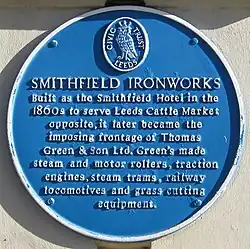 CIVIC TRUST
LEEDS
SMITHFIELD IRONWORKS
Built as the Smithfield Hotel in the
1860s to serve Leeds Cattle Market
opposite, it later became the
imposing frontage of Thomas
Green & Son Ltd. Green's made
steam and motor rollers, traction
engines, steam trams, railway
locomotives and grass cutting
equipment.